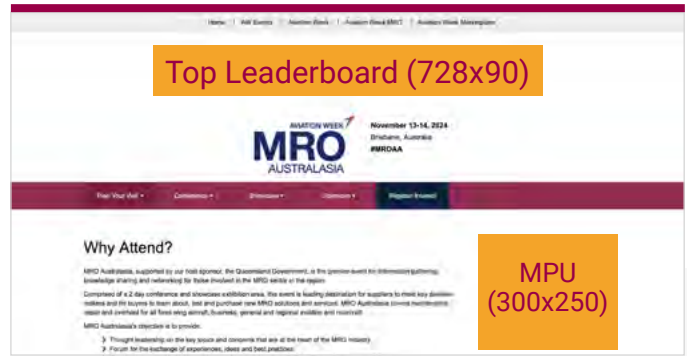 Home | AW Events | Aviation Week | Aviation Week MRO | Aviation Week Marketplace
Top Leaderboard (728x90)
AVIATION WEEK
MRO
AUSTRALASIA
November 13-14, 2024
Brisbane, Australia
#MROAU
Plan Your Visit
Conference
Showcase
Register Interest
Why Attend?
MRO Australasia, supported by our host sponsor, the Queensland Government, is the premier event for information gathering,
knowledge sharing and networking for those involved in the MRO sector in the region.
Comprised of a 2 day conference and showcase exhibition area, this event is leading destination for suppliers to meet key decision-
makers and for buyers to learn about, test and purchase new MRO solutions and services. MRO Australasia covers maintenance
repair and overhaul for all fixed wing aircraft, business, general and regional aviation and rotorcraft.
MRO Australasia's objective is to provide:
Thought leadership on the key issues and concerns that are at the heart of the MRO industry
Forum for the exchange of experiences, ideas and best practices
MPU
(300x250)